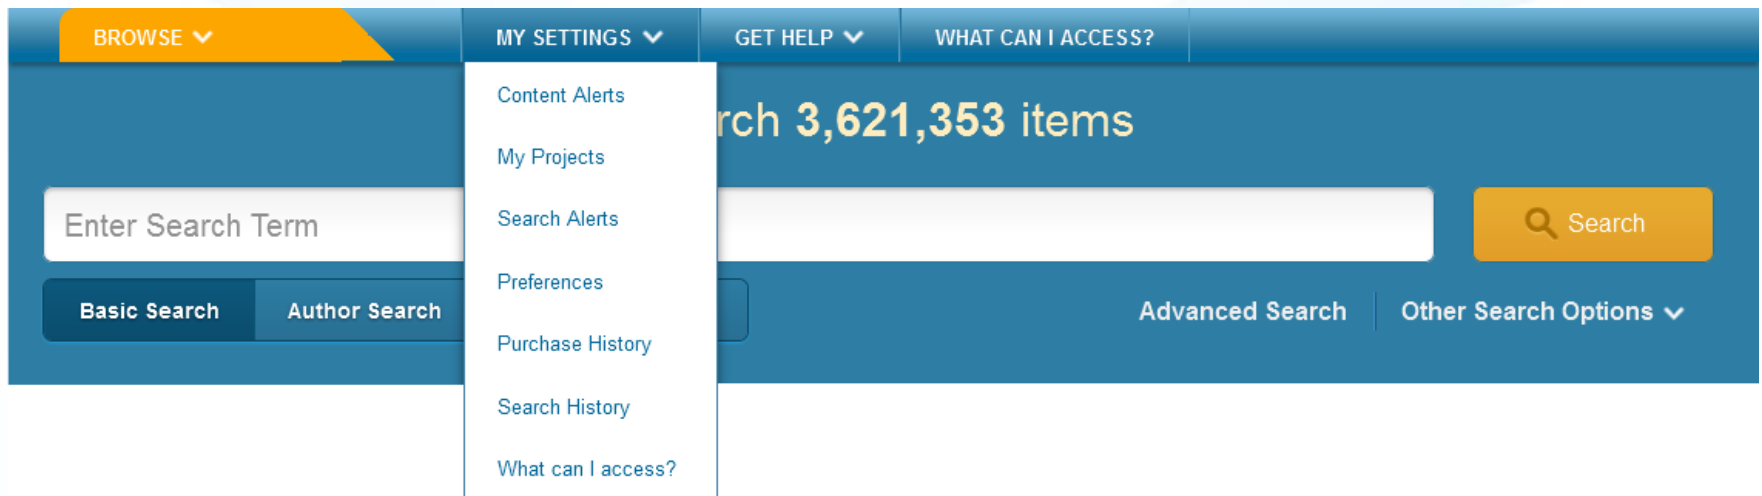 BROWSE MY SETTINGS GET HELP WHAT CAN I ACCESS?
Content Alerts
rch 3,621,353 items
My Projects
Enter Search Term
Search Alerts
Search
Preferences
Basic Search Author Search Advanced Search Other Search Options
Purchase History
Search History
What can I access?